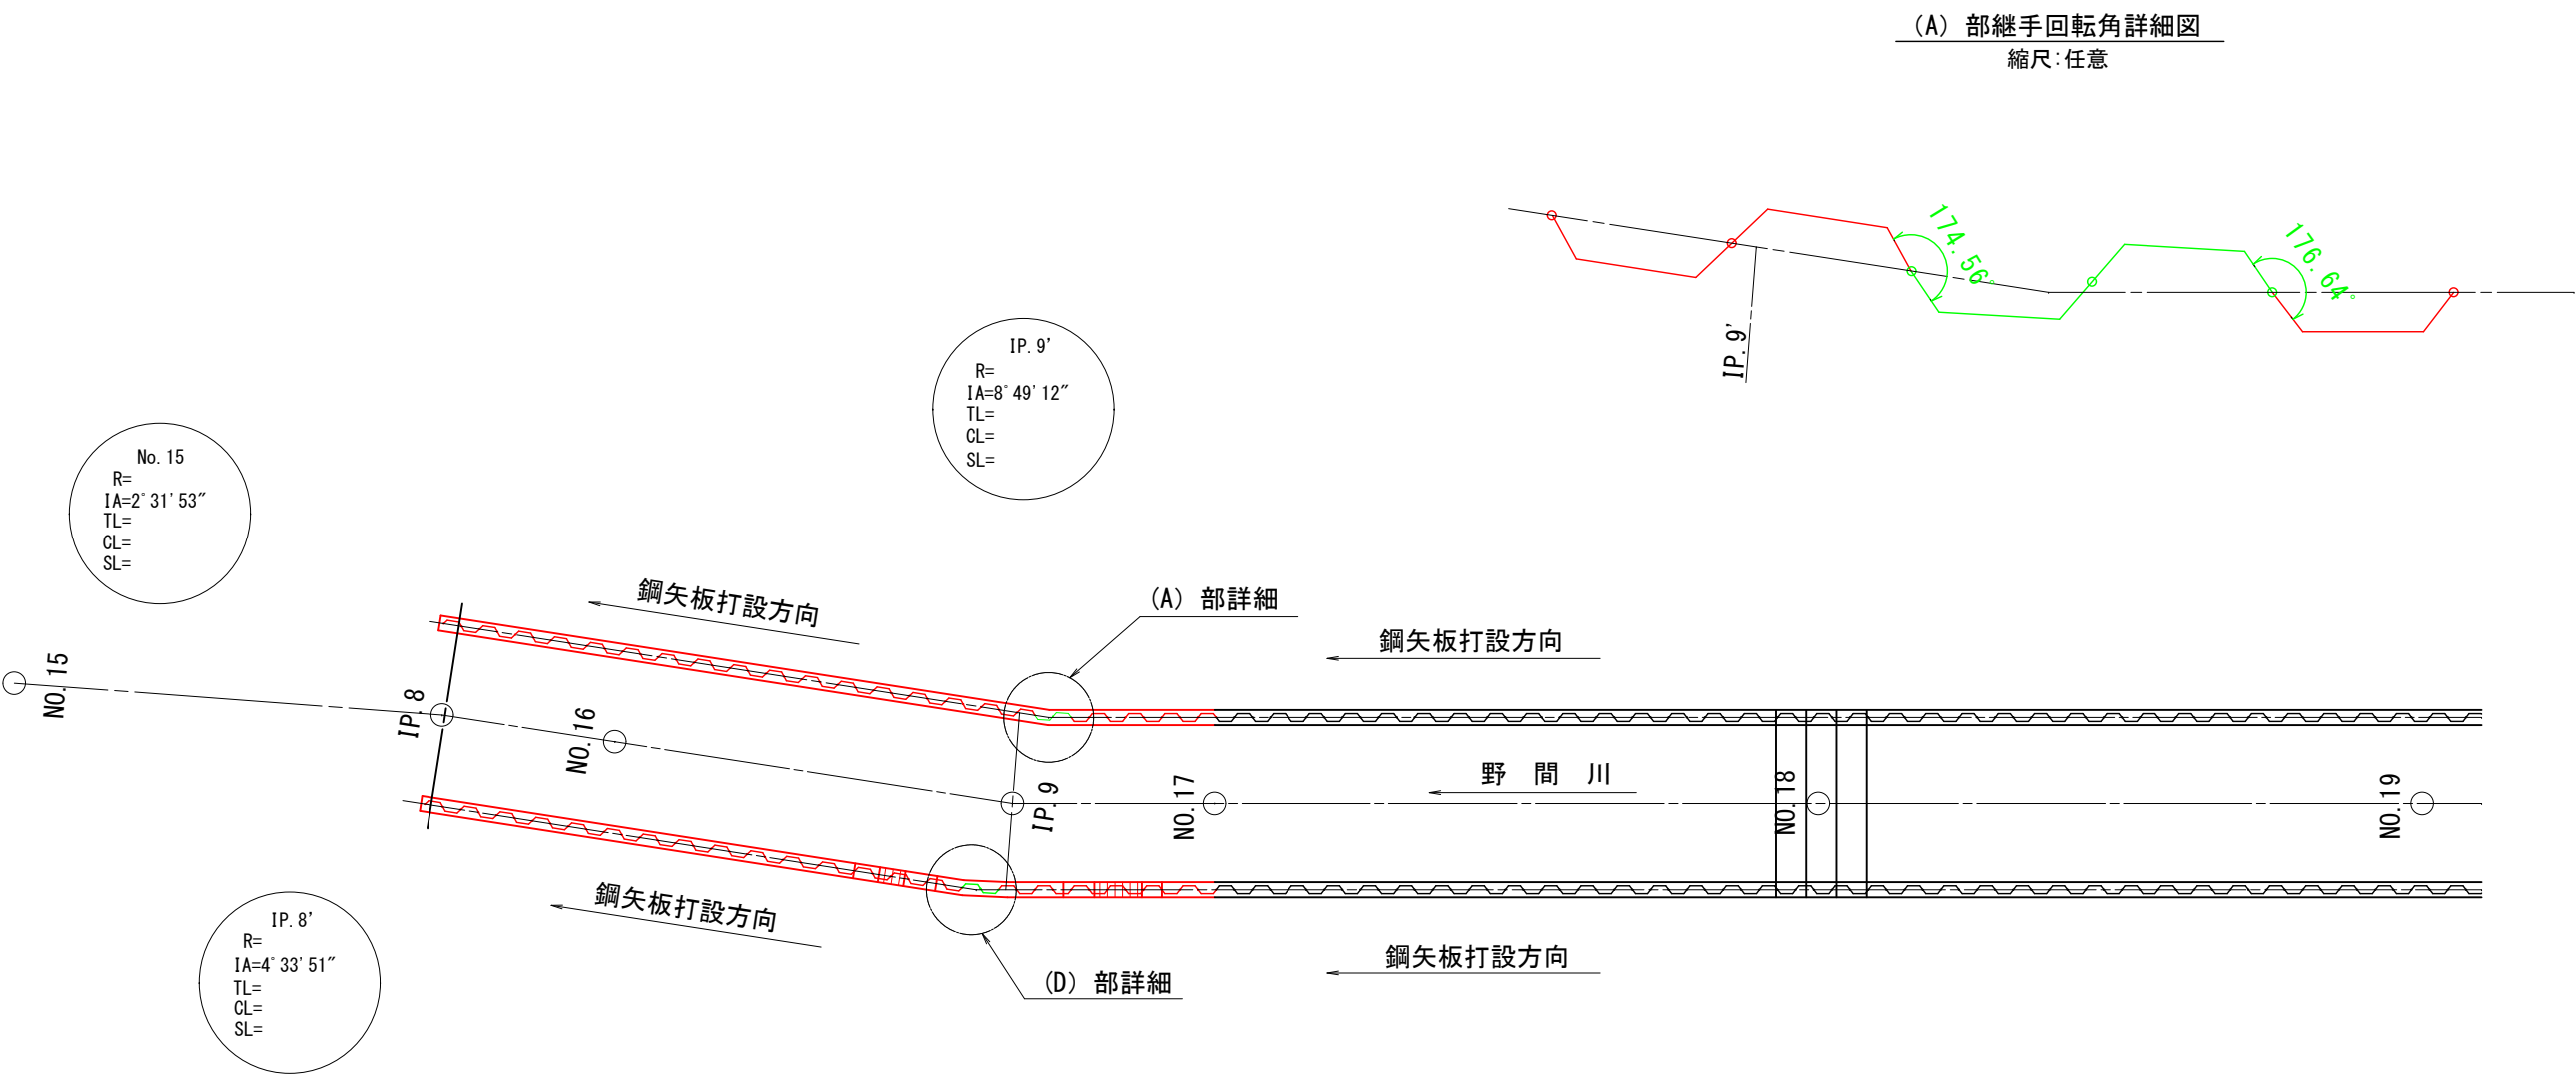 (A) 部継手回転角詳細図
縮尺:任意
174.56°
176.64°
IP.9'
IP.9'
R=
IA=8°49'12"
TL=
CL=
SL=
No.15
R=
IA=2°31'53"
TL=
CL=
SL=
鋼矢板打設方向
(A) 部詳細
鋼矢板打設方向
NO.15
IP.8
NO.16
IP.9
NO.17
野間川
NO.18
NO.19
鋼矢板打設方向
(D) 部詳細
鋼矢板打設方向
IP.8'
R=
IA=4°33'51"
TL=
CL=
SL=